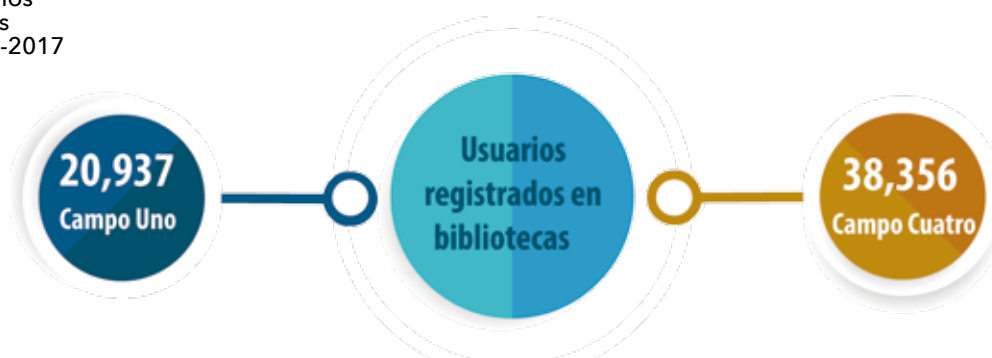 s
-2017
20,937
Campo Uno
Usuarios
registrados en
bibliotecas
38,356
Campo Cuatro